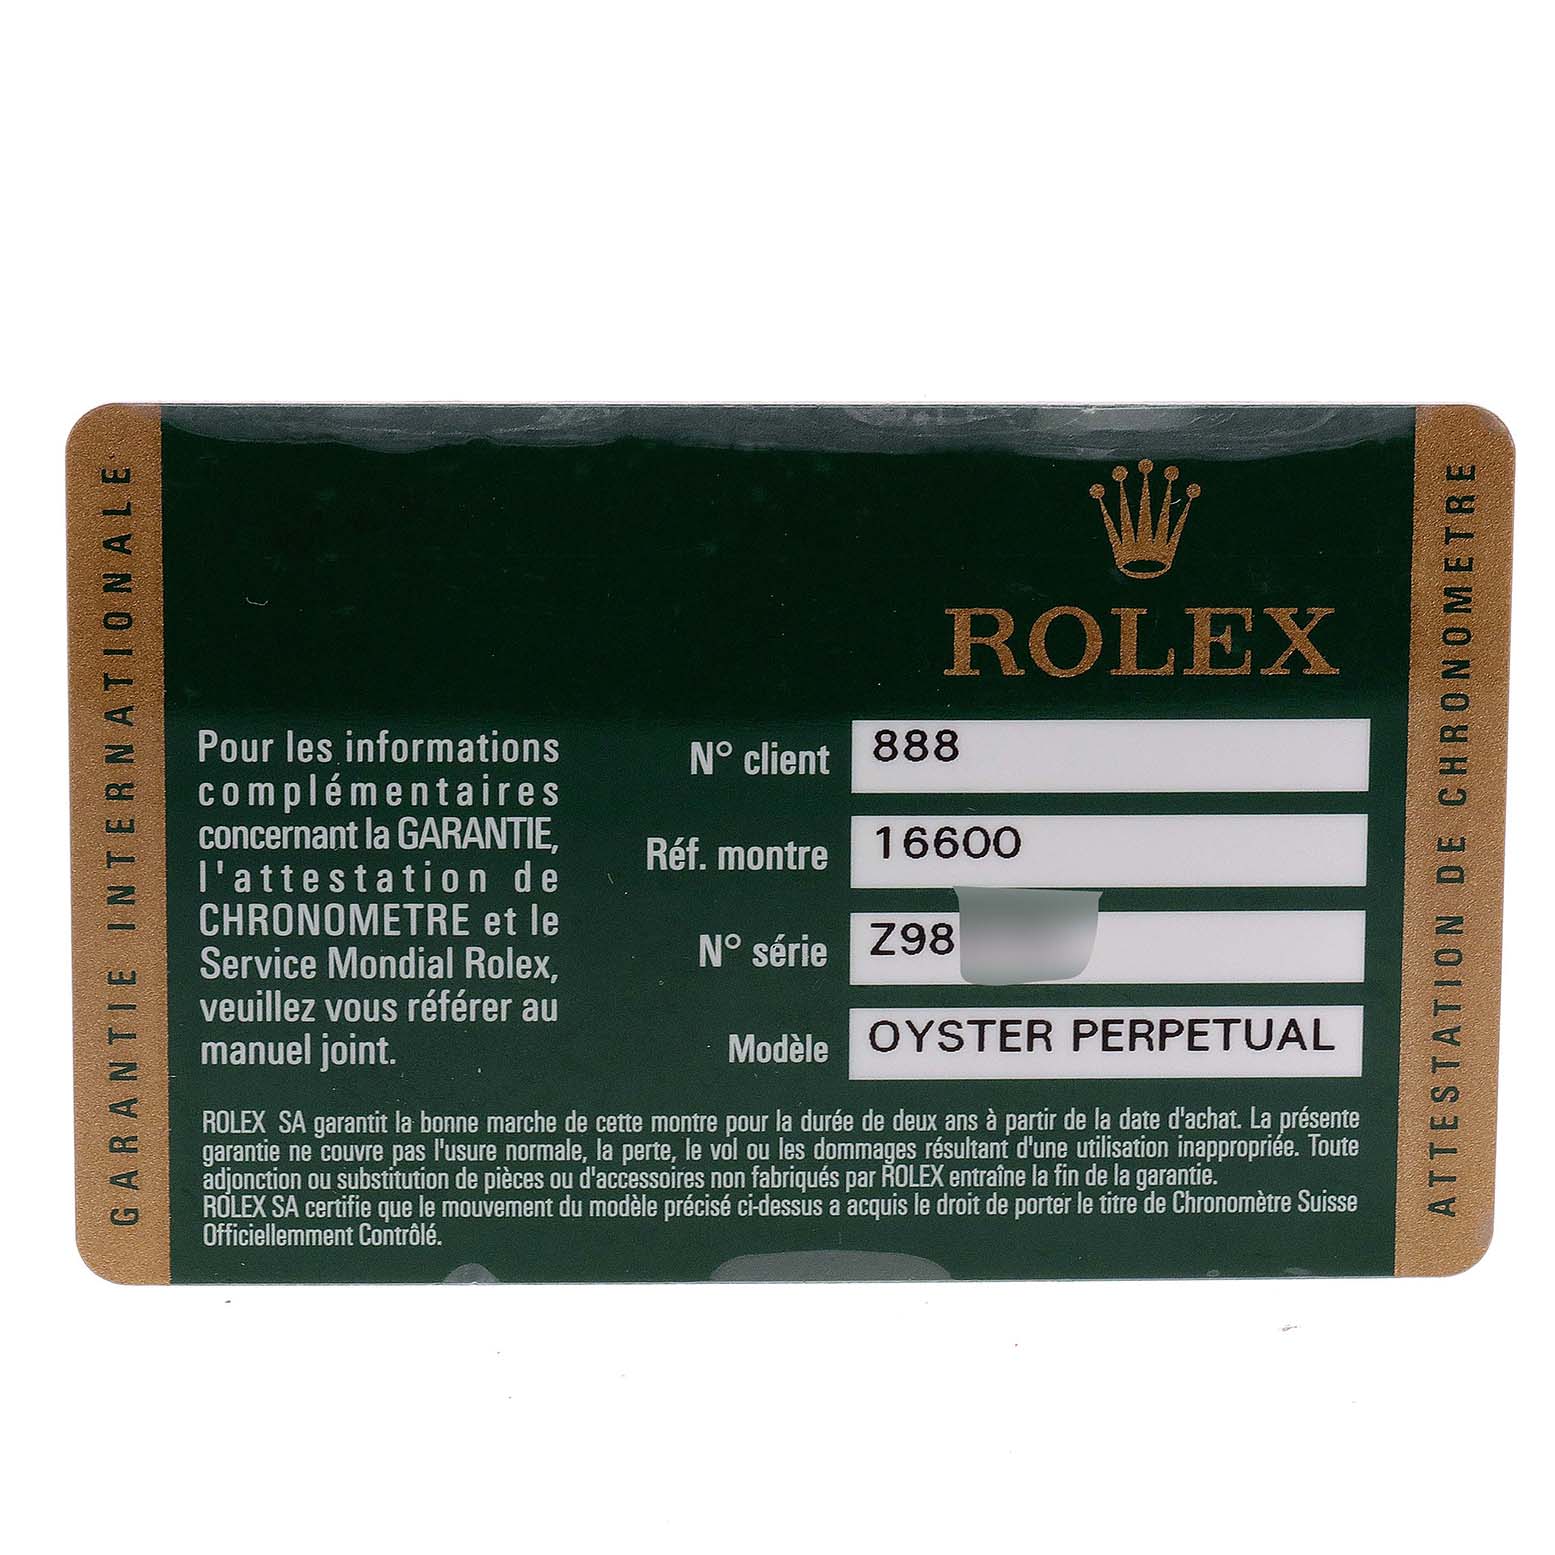 GARANTIE INTERNATIONALE
ROLEX
Pour les informations
complémentaires
concernant la GARANTIE,
l'attestation de
CHRONOMETRE et le
Service Mondial Rolex,
veuillez vous référer au
manuel joint.
N° client 888
Réf. montre 16600
N° série Z98
Modèle OYSTER PERPETUAL
ROLEX SA garantit la bonne marche de cette montre pour la durée de deux ans à partir de la date d'achat. La présente
garantie ne couvre pas l'usure normale, la perte, le vol ou les dommages résultant d'une utilisation inappropriée. Toute
adjonction ou substitution de pièces ou d'accessoires non fabriqués par ROLEX entraîne la fin de la garantie.
ROLEX SA certifie que le mouvement du modèle précisé ci-dessus a acquis le droit de porter le titre de Chronomètre Suisse
Officiellemment Contrôlé.
ATTESTATION DE CHRONOMETRE